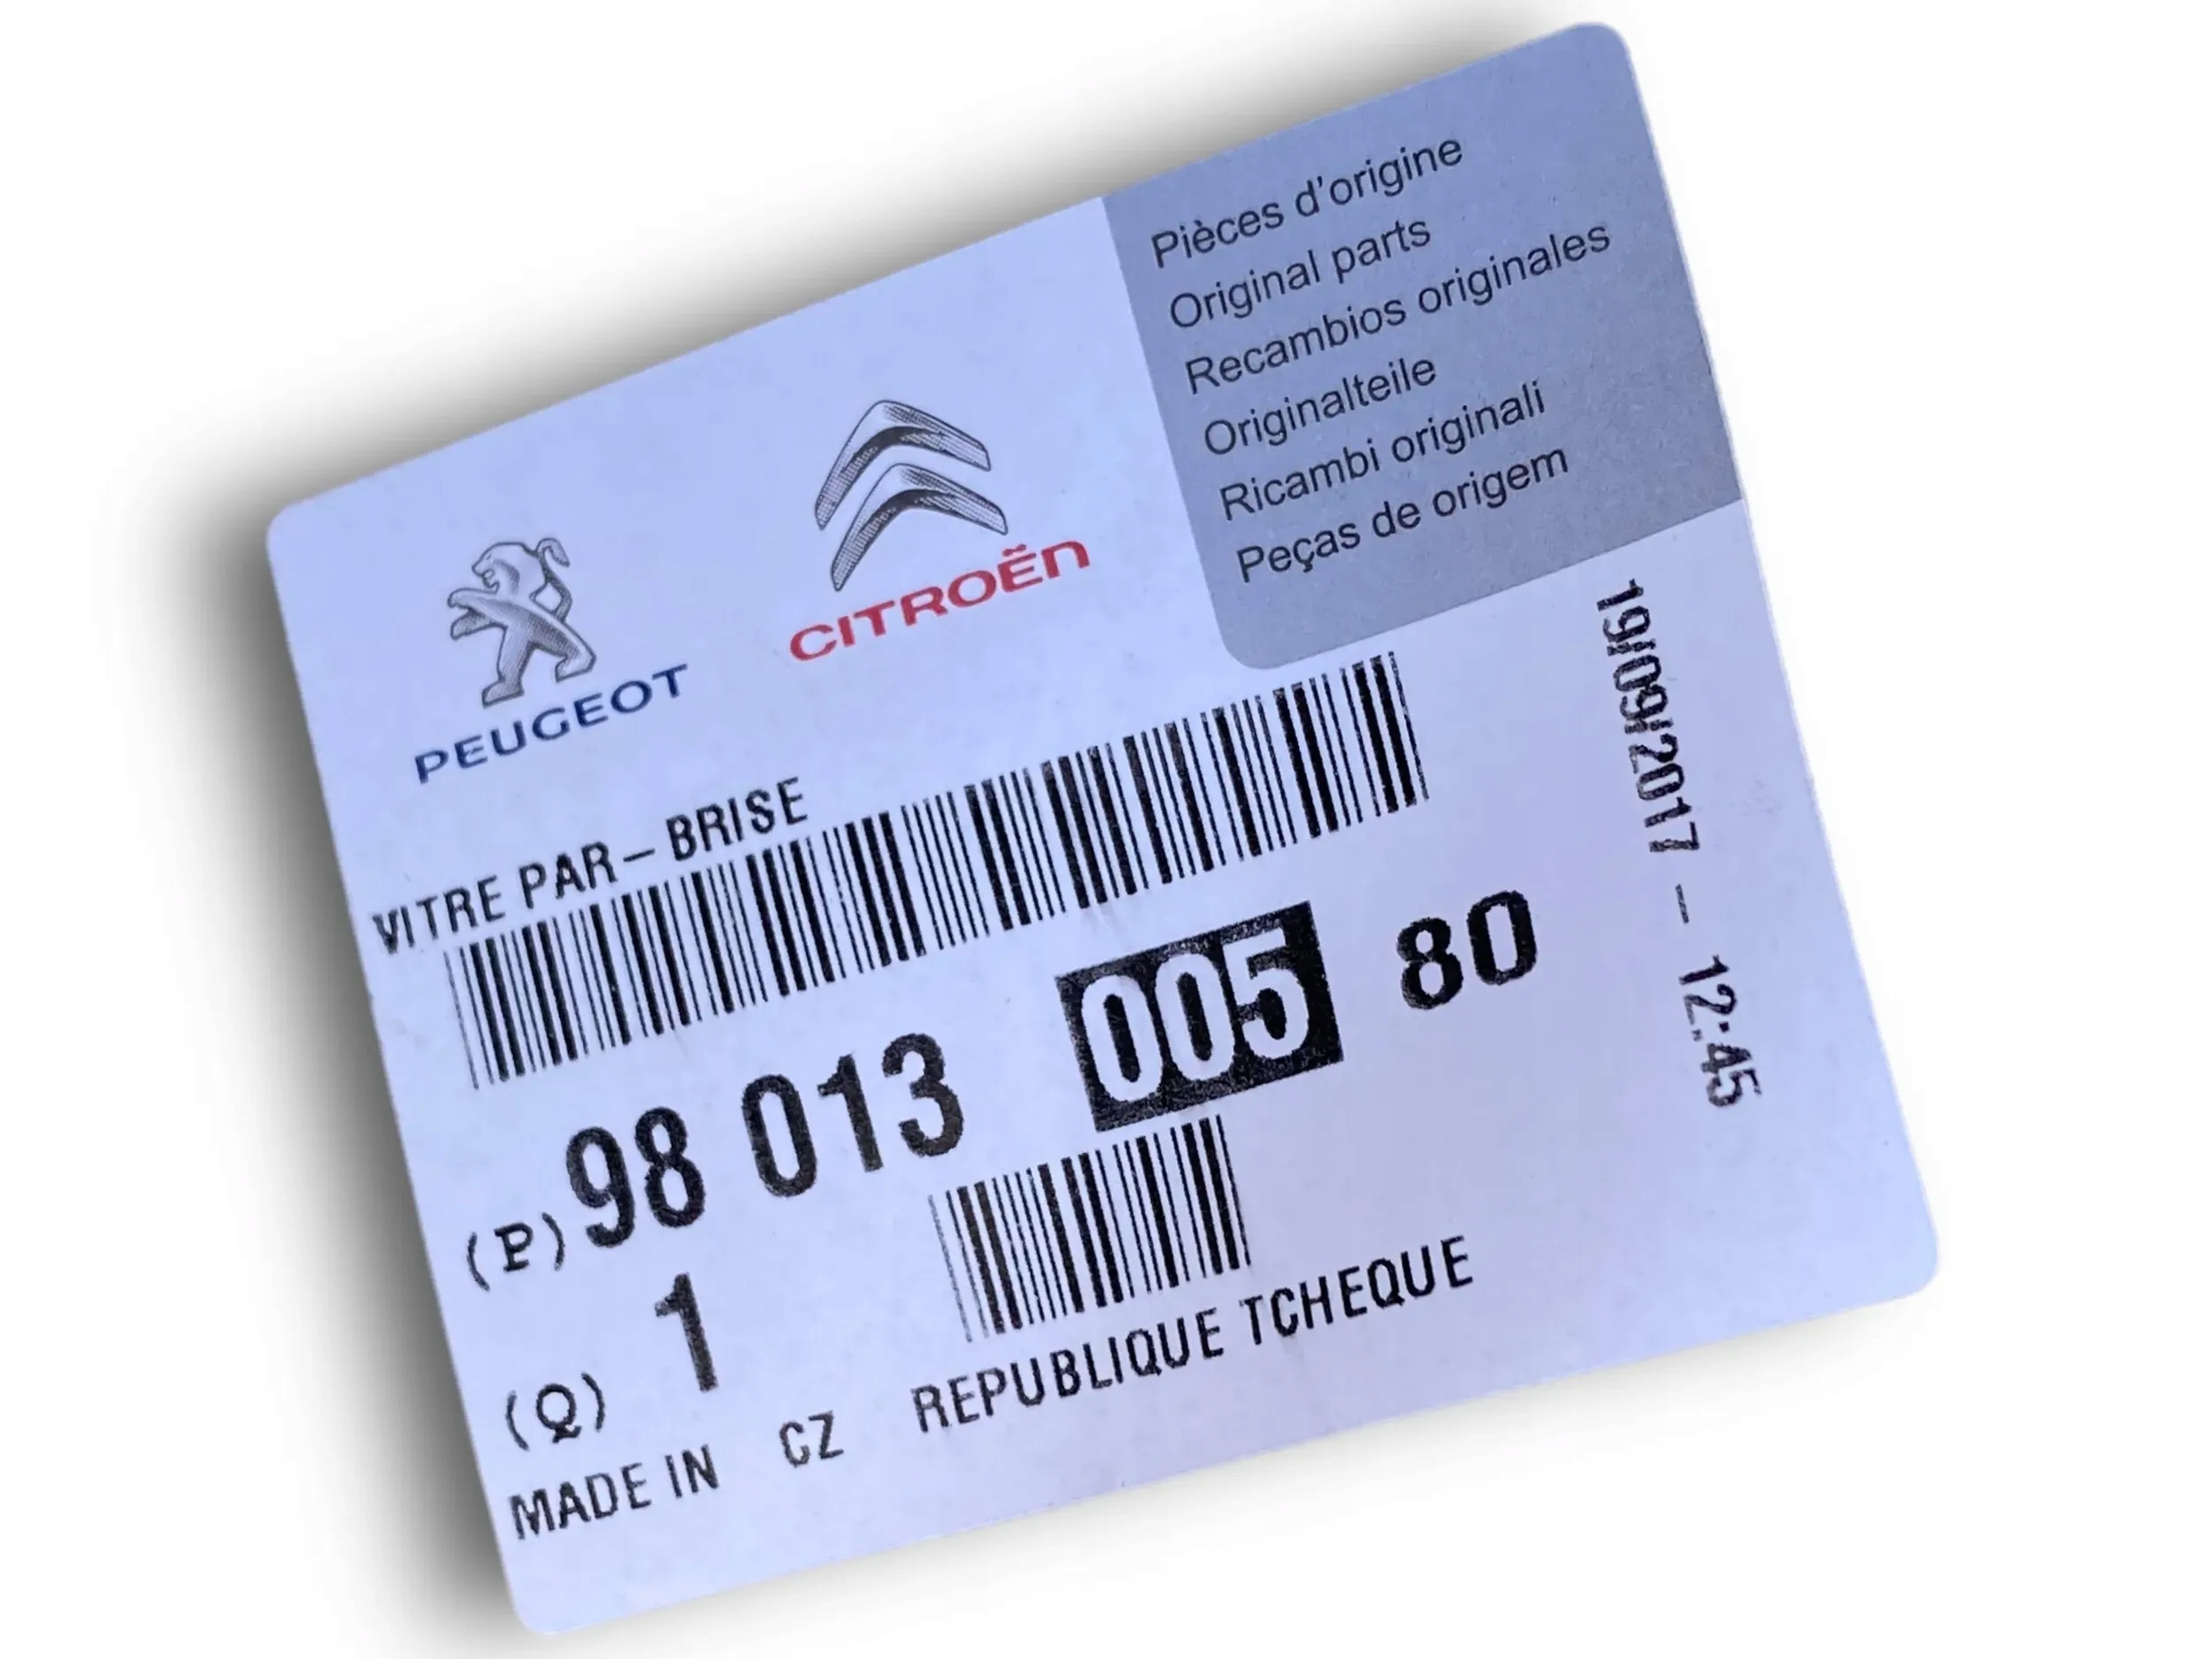 Pièces d'origine
Original parts
Recambios originales
Originalteile
Ricambi originali
Peças de origem
PEUGEOT
CITROËN
VITRE PAR-BRISE
19/09/2017 - 12:45
(P) 98 013 005 80
(Q) 1
MADE IN CZ REPUBLIQUE TCHEQUE